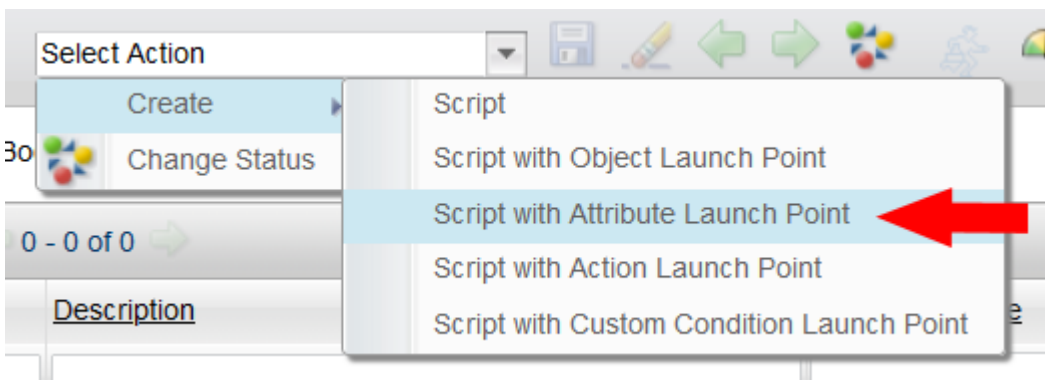 Select Action
Create
Script
Change Status
Script with Object Launch Point
Script with Attribute Launch Point
0 - 0 of 0
Script with Action Launch Point
Description
Script with Custom Condition Launch Point